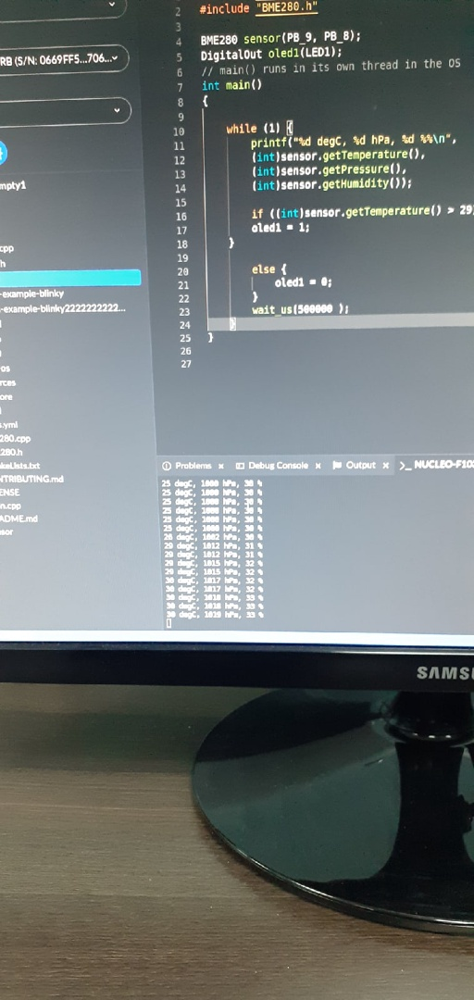 RB (S/N: 0669FF5...706...
mpty1
cpp
h
-example-blinky
-example-blinky2222222222...
os
rces
ore
.yml
280.cpp
280.h
keLists.txt
NTRIBUTING.md
ENSE
n.cpp
ADME.md
sor
2 #include "BME280.h"
3
4 BME280 sensor(PB_9, PB_8);
5 DigitalOut oled1(LED1);
6 // main() runs in its own thread in the OS
7 int main()
8 {
9
10 while (1) {
11 printf("%d degC, %d hPa, %d %%\n",
12 (int)sensor.getTemperature(),
13 (int)sensor.getPressure(),
14 (int)sensor.getHumidity());
15
16 if ((int)sensor.getTemperature() > 29
17 oled1 = 1;
18 }
19
20 else {
21 oled1 = 0;
22 }
23 wait_us(500000 );
24 }
25 }
26
27
Problems × Debug Console × Output × >_ NUCLEO-F103
25 degC, 1000 hPa, 30 %
25 degC, 1000 hPa, 30 %
25 degC, 1000 hPa, 30 %
25 degC, hPa, 30 %
25 degC, hPa, 30 %
25 degC, hPa, 30 %
degC, hPa, 30 %
29 degC, 1012 hPa, 31 %
29 degC, 1012 hPa, 31 %
29 degC, 1015 hPa, 32 %
29 degC, 1015 hPa, 32 %
30 degC, 1017 hPa, 32 %
30 degC, 1017 hPa, 32 %
30 degC, 1018 hPa, 33 %
30 degC, 1018 hPa, 33 %
30 degC, 1019 hPa, 33 %
SAMS